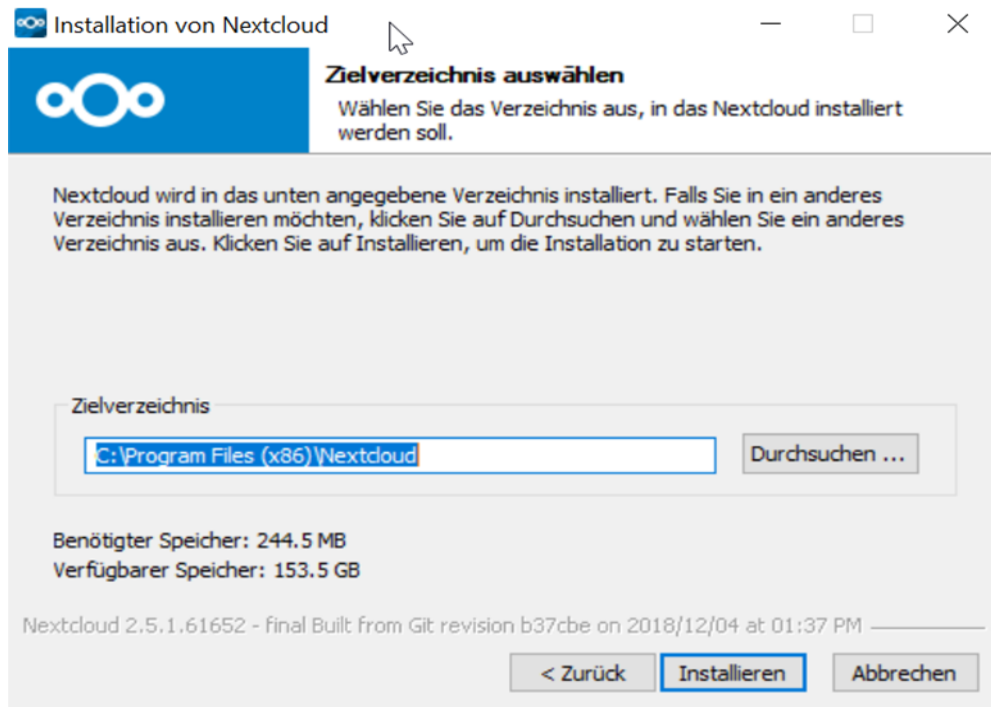 Installation von Nextcloud
Zielverzeichnis auswählen
Wählen Sie das Verzeichnis aus, in das Nextcloud installiert
werden soll.
Nextcloud wird in das unten angegebene Verzeichnis installiert. Falls Sie in ein anderes
Verzeichnis installieren möchten, klicken Sie auf Durchsuchen und wählen Sie ein anderes
Verzeichnis aus. Klicken Sie auf Installieren, um die Installation zu starten.
Zielverzeichnis
C:\Program Files (x86)\Nextcloud
Durchsuchen ...
Benötigter Speicher: 244.5 MB
Verfügbarer Speicher: 153.5 GB
Nextcloud 2.5.1.61652 - final Built from Git revision b37cbe on 2018/12/04 at 01:37 PM
< Zurück
Installieren
Abbrechen